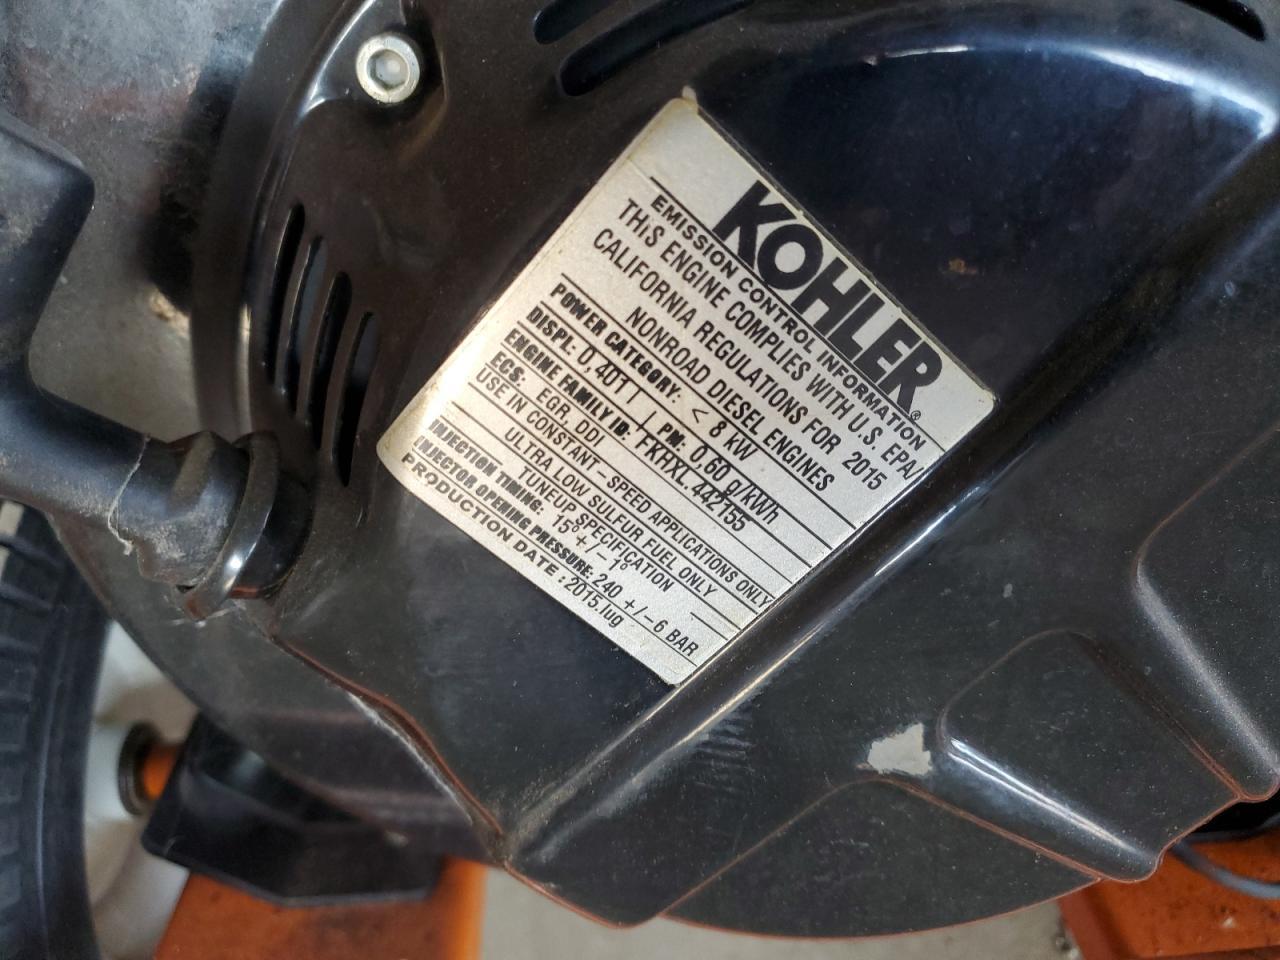 KOHLER®
EMISSION CONTROL INFORMATION
THIS ENGINE COMPLIES WITH U.S. EPA/
CALIFORNIA REGULATIONS FOR 2015
NONROAD DIESEL ENGINES
POWER CATEGORY: < 8 kW
DISPL: 0,401 l | PM: 0,60 g/kWh
ENGINE FAMILY ID: FKHXL.442155
ECS: EGR, DDI
USE IN CONSTANT-SPEED APPLICATIONS ONLY
ULTRA LOW SULFUR FUEL ONLY
TUNEUP SPECIFICATION
INJECTION TIMING: 15° +/-1°
INJECTOR OPENING PRESSURE: 240 +/-6 BAR
PRODUCTION DATE : 2015.lug